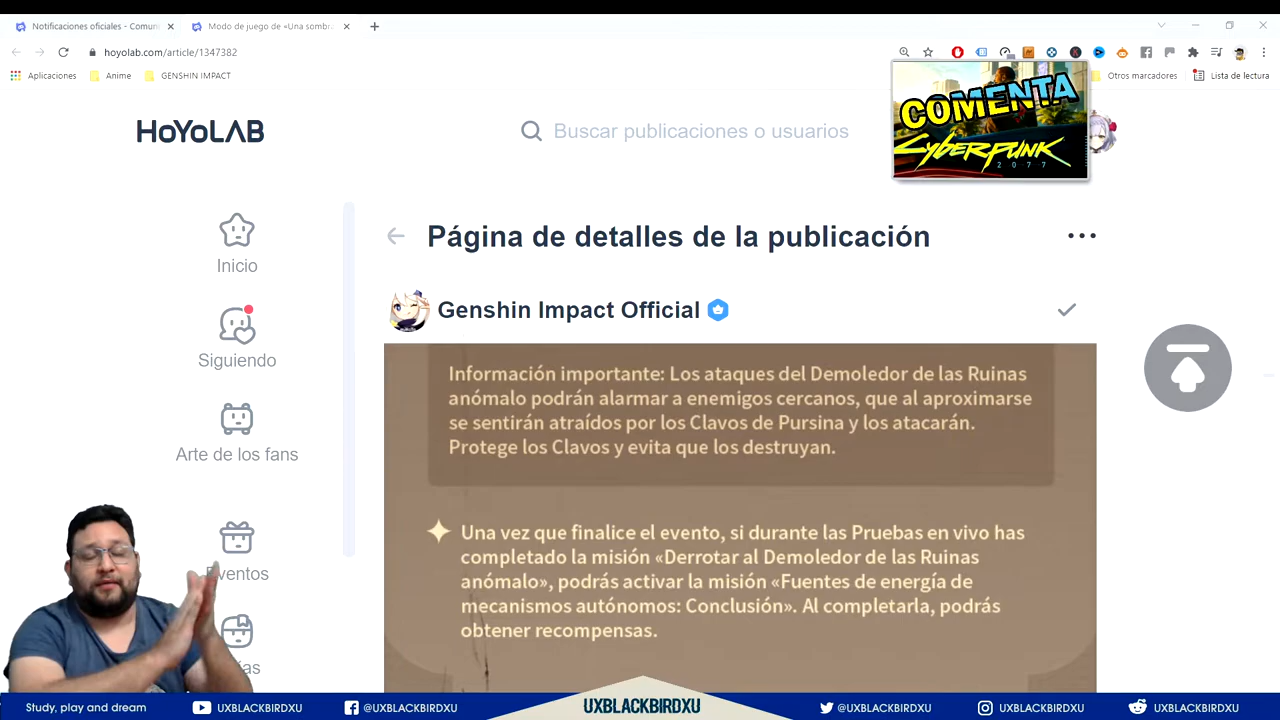 Notificaciones oficiales - Comun
Modo de juego de «Una sombra
hoyolab.com/article/1347382
Aplicaciones
Anime
GENSHIN IMPACT
Otros marcadores
Lista de lectura
COMENTA
CYBERPUNK
2077
HoYoLAB
Buscar publicaciones o usuarios
Inicio
Siguiendo
Arte de los fans
Eventos
Página de detalles de la publicación
Genshin Impact Official
Información importante: Los ataques del Demoledor de las Ruinas
anómalo podrán alarmar a enemigos cercanos, que al aproximarse
se sentirán atraídos por los Clavos de Pursina y los atacarán.
Protege los Clavos y evita que los destruyan.
Una vez que finalice el evento, si durante las Pruebas en vivo has
completado la misión «Derrotar al Demoledor de las Ruinas
anómalo», podrás activar la misión «Fuentes de energía de
mecanismos autónomos: Conclusión». Al completarla, podrás
obtener recompensas.
Study, play and dream
UXBLACKBIRDXU
@UXBLACKBIRDXU
UXBLACKBIRDXU
@UXBLACKBIRDXU
UXBLACKBIRDXU
UXBLACKBIRDXU